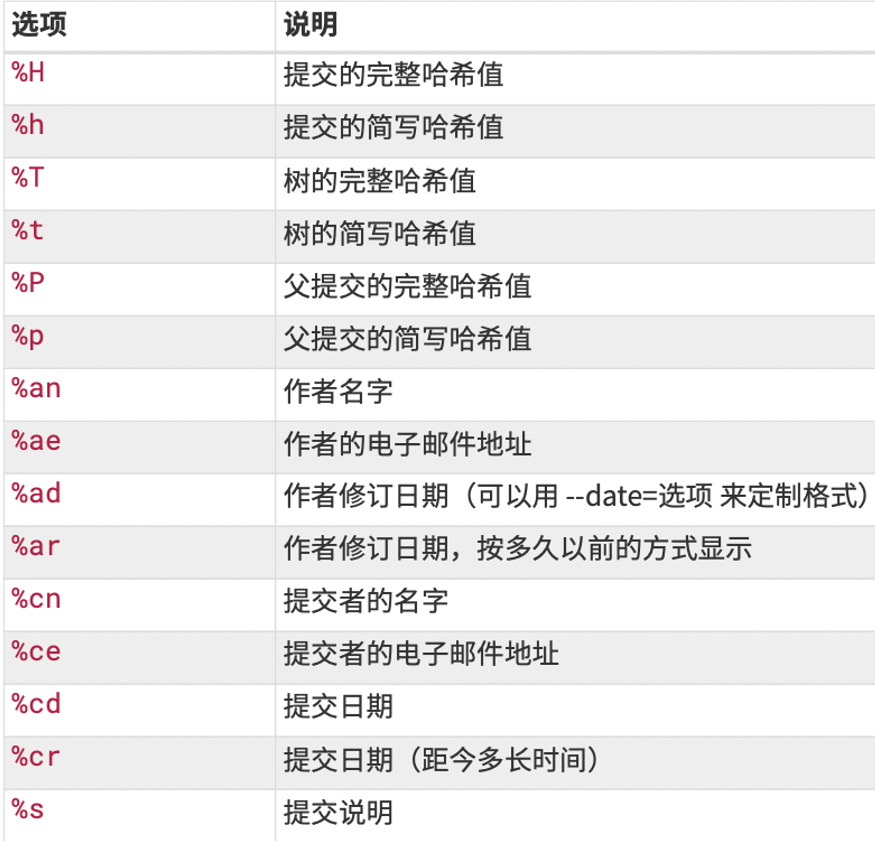 选项 说明
%H 提交的完整哈希值
%h 提交的简写哈希值
%T 树的完整哈希值
%t 树的简写哈希值
%P 父提交的完整哈希值
%p 父提交的简写哈希值
%an 作者名字
%ae 作者的电子邮件地址
%ad 作者修订日期（可以用 --date=选项 来定制格式）
%ar 作者修订日期，按多久以前的方式显示
%cn 提交者的名字
%ce 提交者的电子邮件地址
%cd 提交日期
%cr 提交日期（距今多长时间）
%s 提交说明